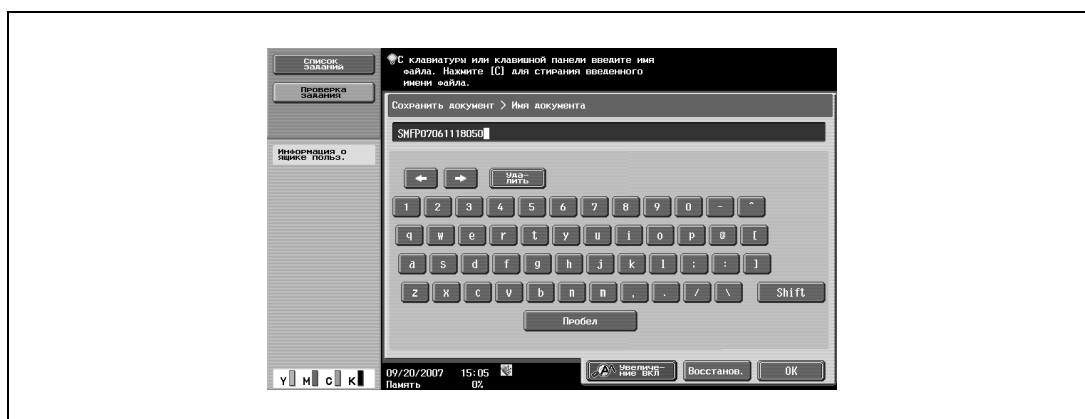 Список
заданий
С клавиатуры или клавишной панели введите имя
файла. Нажмите [C] для стирания введенного
имени файла.
Проверка
задания
Сохранить документ > Имя документа
SMFP07061118050
Информация о
ящике польз.
← → Уда-
лить
1 2 3 4 5 6 7 8 9 0 - ^
q w e r t y u i o p @ [
a s d f g h j k l ; : ]
z x c v b n m , . / \ Shift
Пробел
Y M C K
09/20/2007 15:05
Память 0%
Увеличе-
ние ВКЛ
Восстанов.
OK